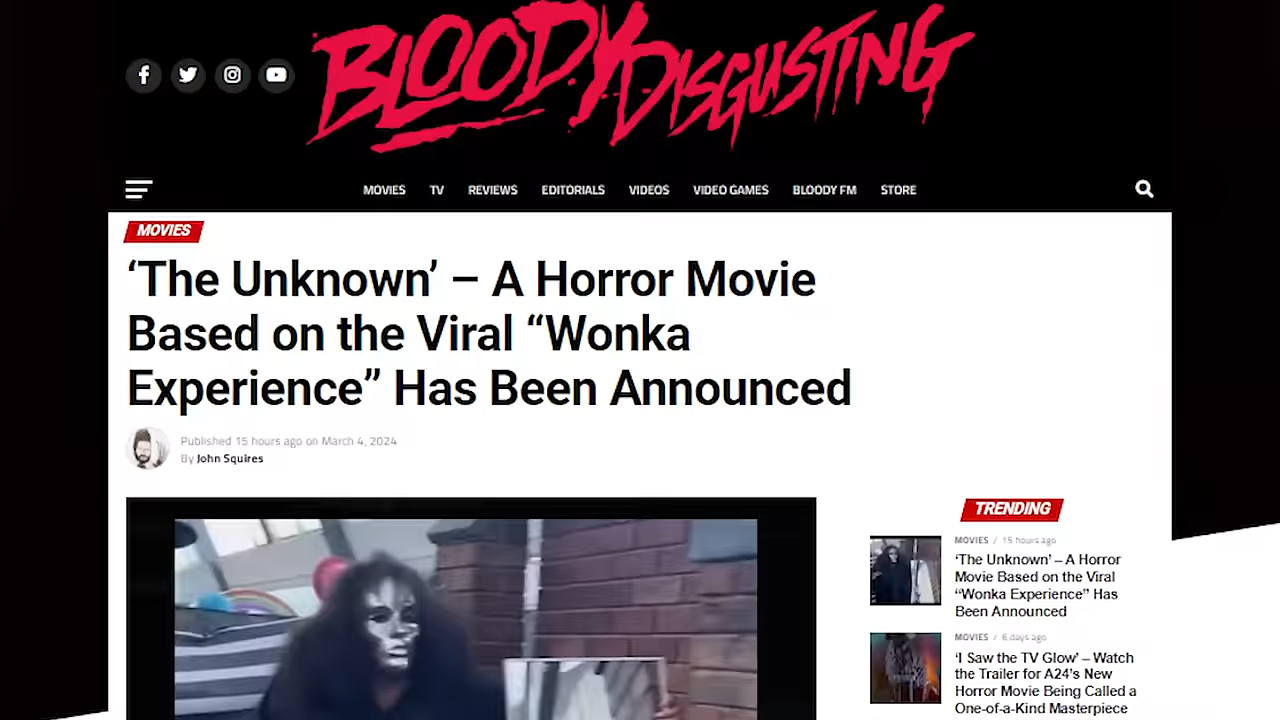 BLOODY DISGUSTING
MOVIES TV REVIEWS EDITORIALS VIDEOS VIDEO GAMES BLOODY FM STORE
MOVIES
‘The Unknown’ – A Horror Movie
Based on the Viral “Wonka
Experience” Has Been Announced
Published 15 hours ago on March 4, 2024
By John Squires
TRENDING
MOVIES / 15 hours ago
‘The Unknown’ – A Horror
Movie Based on the Viral
“Wonka Experience” Has
Been Announced
MOVIES / 6 days ago
‘I Saw the TV Glow’ – Watch
the Trailer for A24’s New
Horror Movie Being Called a
One-of-a-Kind Masterpiece